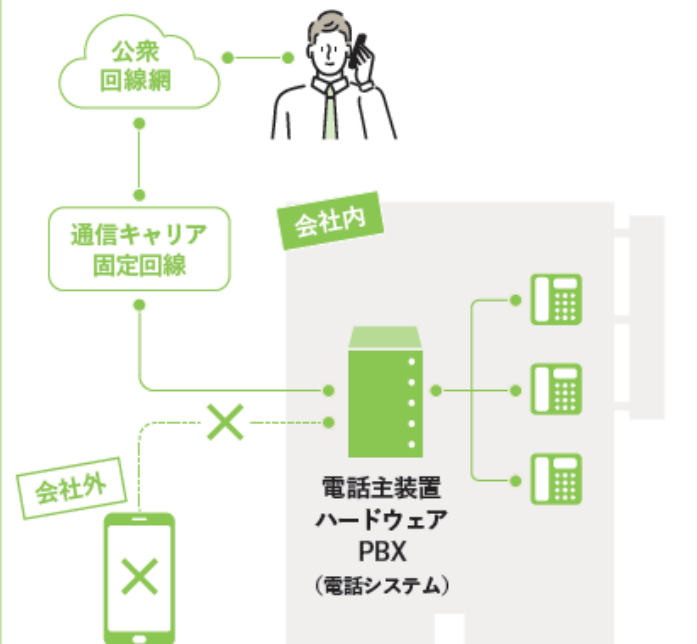 公衆
回線網
通信キャリア
固定回線
会社内
会社外
電話主装置
ハードウェア
PBX
（電話システム）